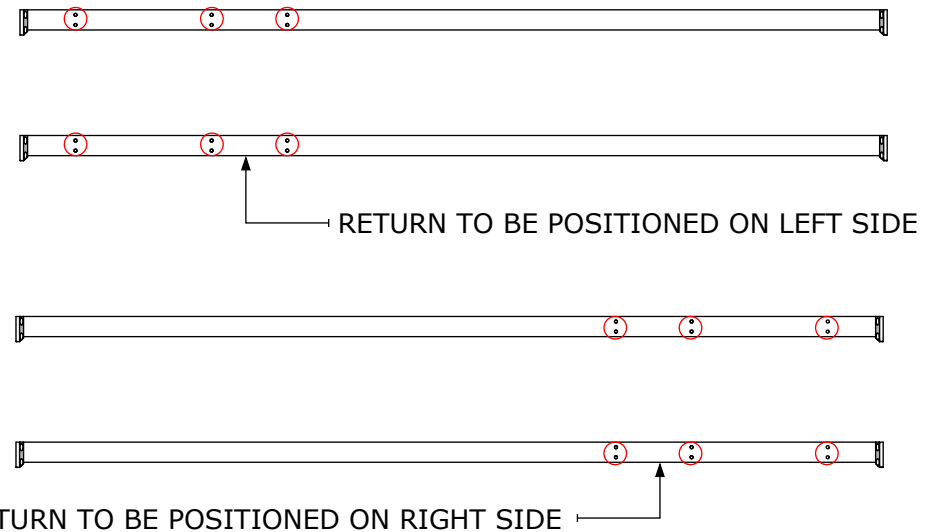 RETURN TO BE POSITIONED ON LEFT SIDE
TURN TO BE POSITIONED ON RIGHT SIDE